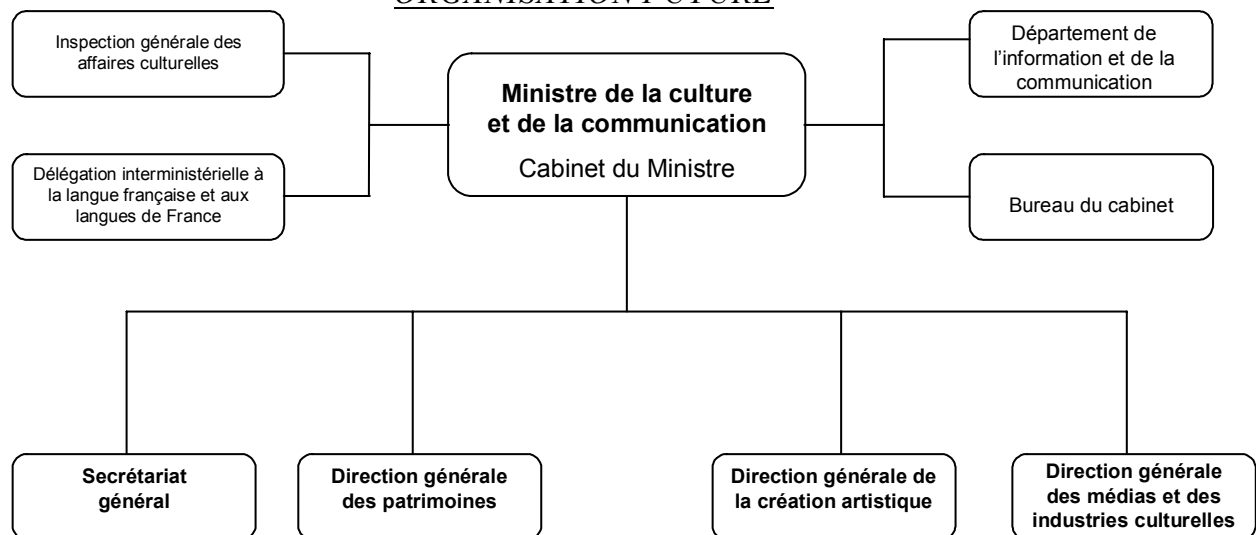 ORGANISATION FUTURE
Inspection générale des
affaires culturelles
Délégation interministérielle à
la langue française et aux
langues de France
Ministre de la culture
et de la communication
Cabinet du Ministre
Département de
l’information et de la
communication
Bureau du cabinet
Secrétariat
général
Direction générale
des patrimoines
Direction générale de
la création artistique
Direction générale
des médias et des
industries culturelles